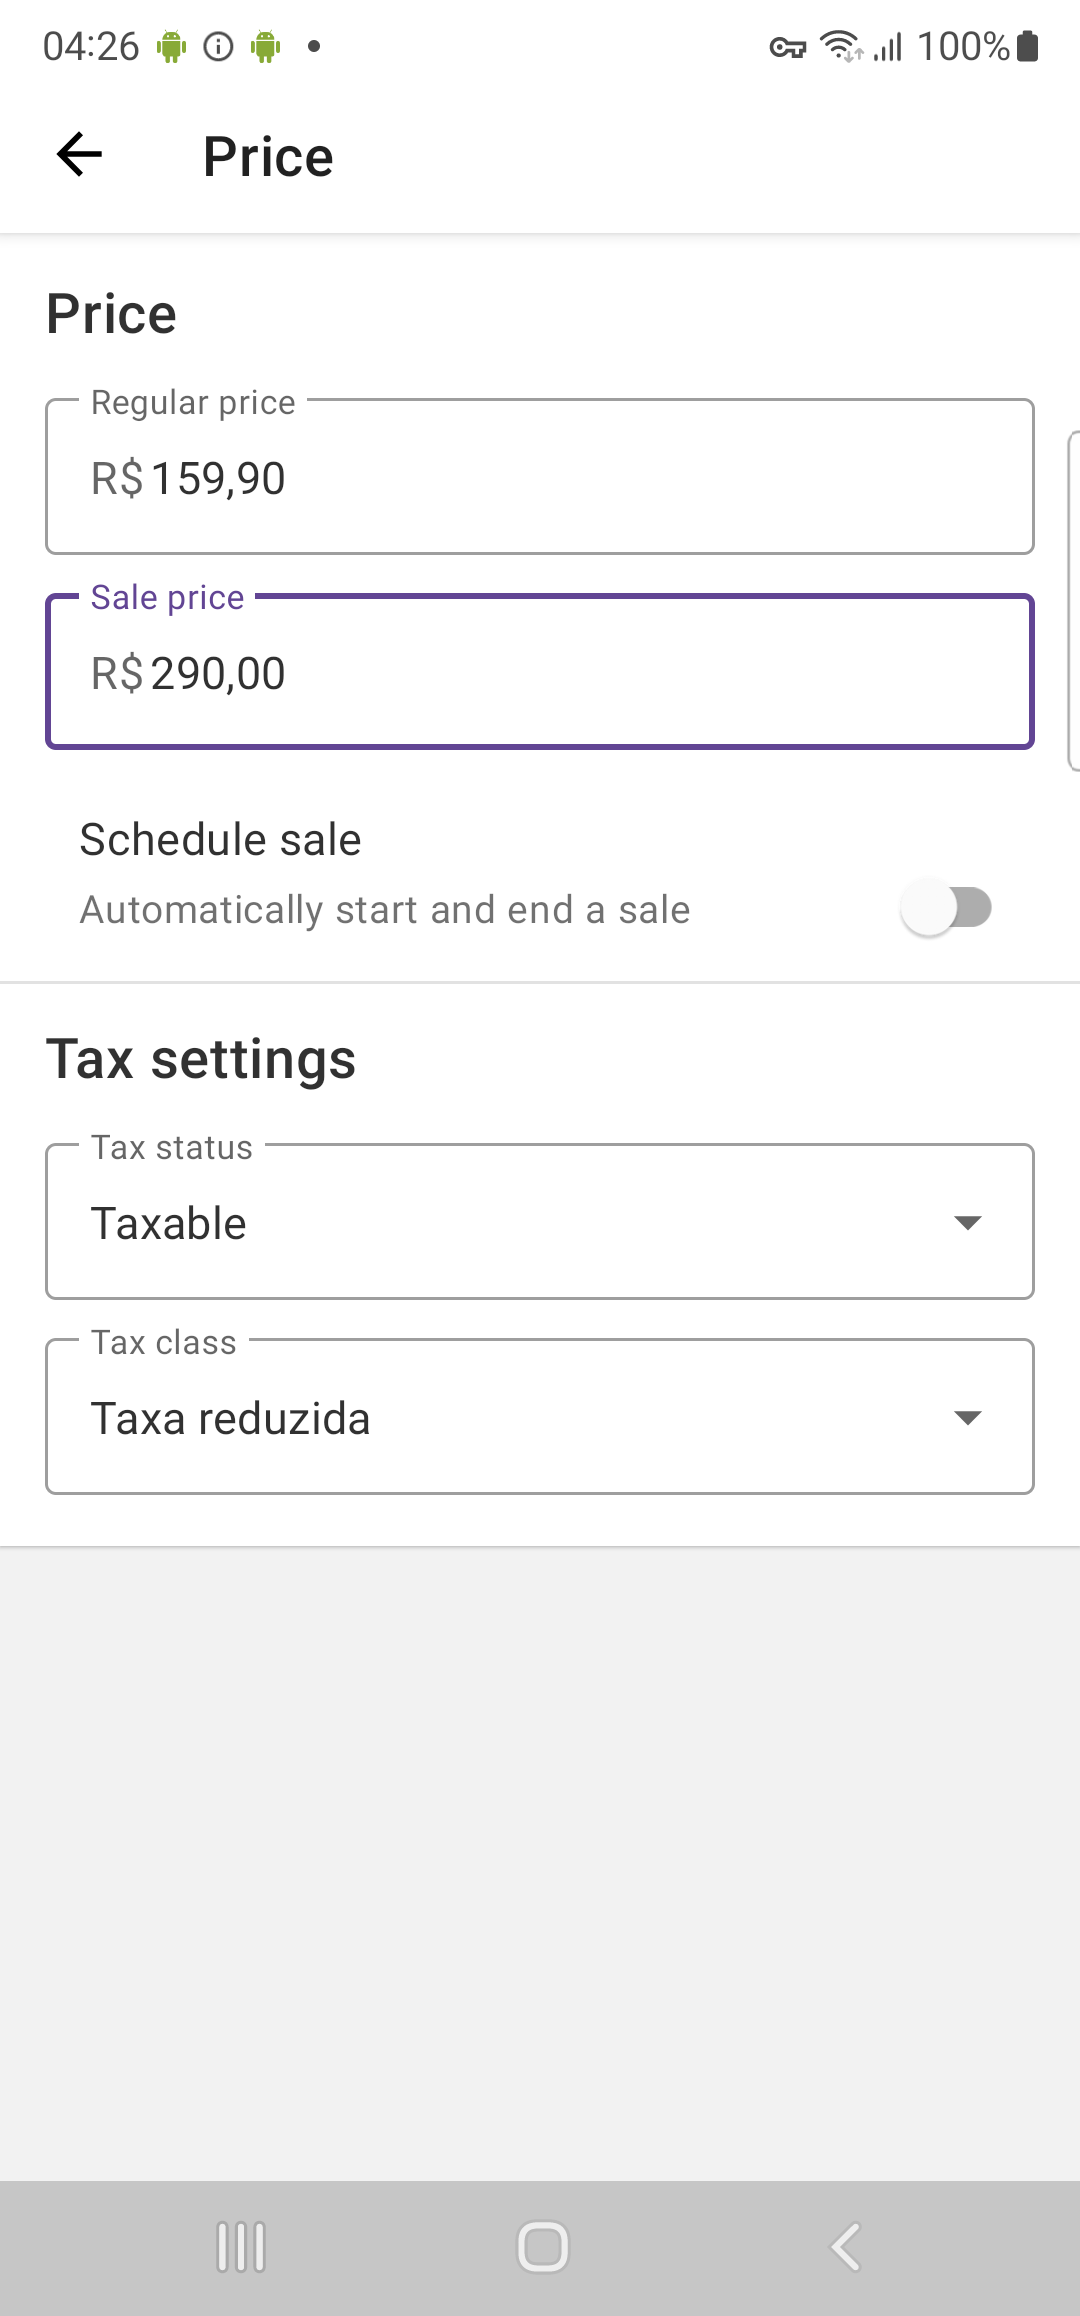 04:26
100%
Price
Price
Regular price
R$ 159,90
Sale price
R$ 290,00
Schedule sale
Automatically start and end a sale
Tax settings
Tax status
Taxable
Tax class
Taxa reduzida